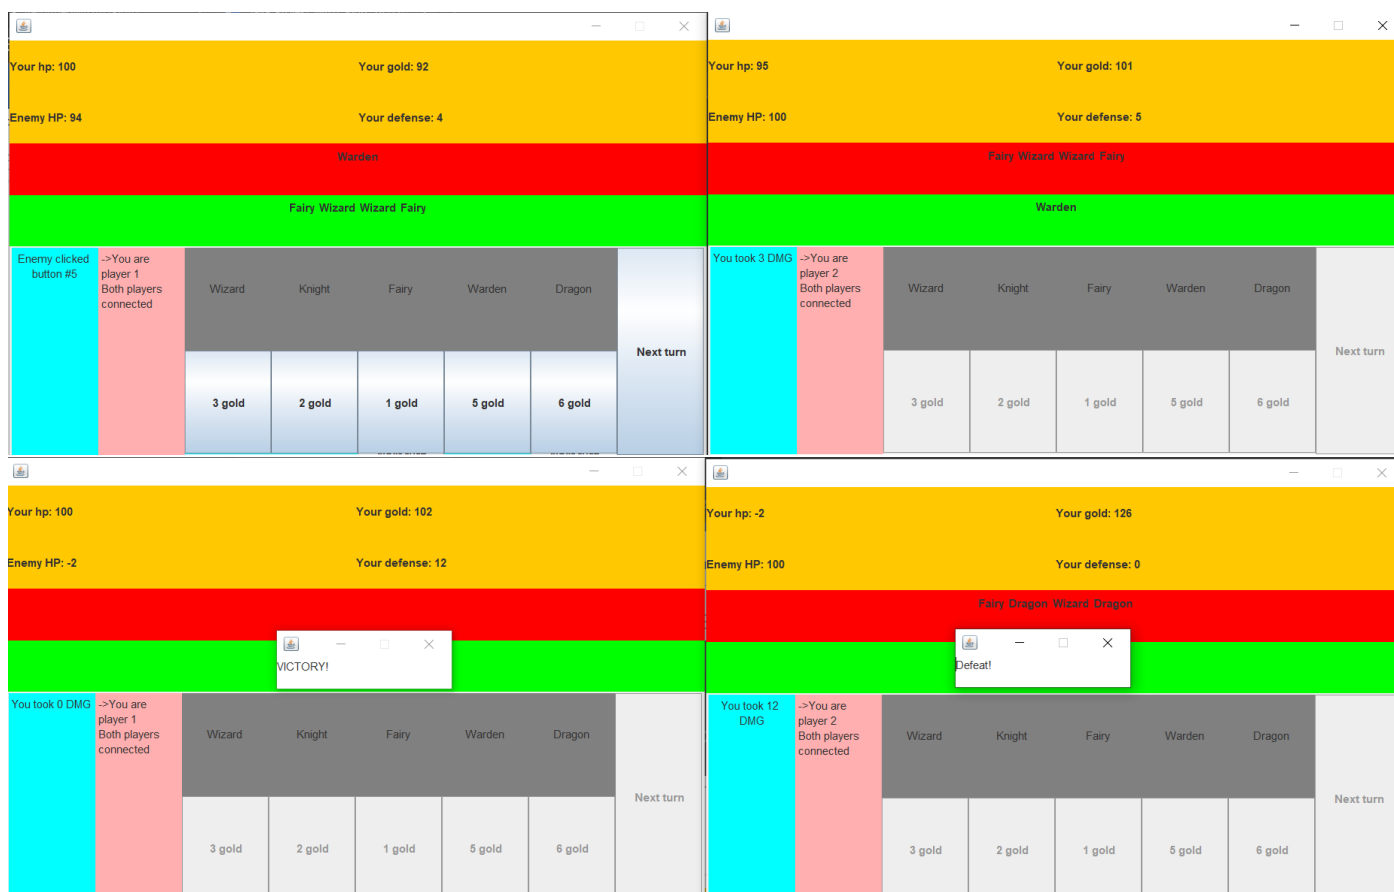 Your hp: 100
Your gold: 92
Enemy HP: 94
Your defense: 4
Warden
Fairy Wizard Wizard Fairy
Enemy clicked
button #5
->You are
player 1
Both players
connected
Wizard
Knight
Fairy
Warden
Dragon
3 gold
2 gold
1 gold
5 gold
6 gold
Next turn
Your hp: 95
Your gold: 101
Enemy HP: 100
Your defense: 5
Fairy Wizard Wizard Fairy
Warden
You took 3 DMG
->You are
player 2
Both players
connected
Wizard
Knight
Fairy
Warden
Dragon
3 gold
2 gold
1 gold
5 gold
6 gold
Next turn
Your hp: 100
Your gold: 102
Enemy HP: -2
Your defense: 12
VICTORY!
You took 0 DMG
->You are
player 1
Both players
connected
Wizard
Knight
Fairy
Warden
Dragon
3 gold
2 gold
1 gold
5 gold
6 gold
Next turn
Your hp: -2
Your gold: 126
Enemy HP: 100
Your defense: 0
Fairy Dragon Wizard Dragon
Defeat!
You took 12
DMG
->You are
player 2
Both players
connected
Wizard
Knight
Fairy
Warden
Dragon
3 gold
2 gold
1 gold
5 gold
6 gold
Next turn